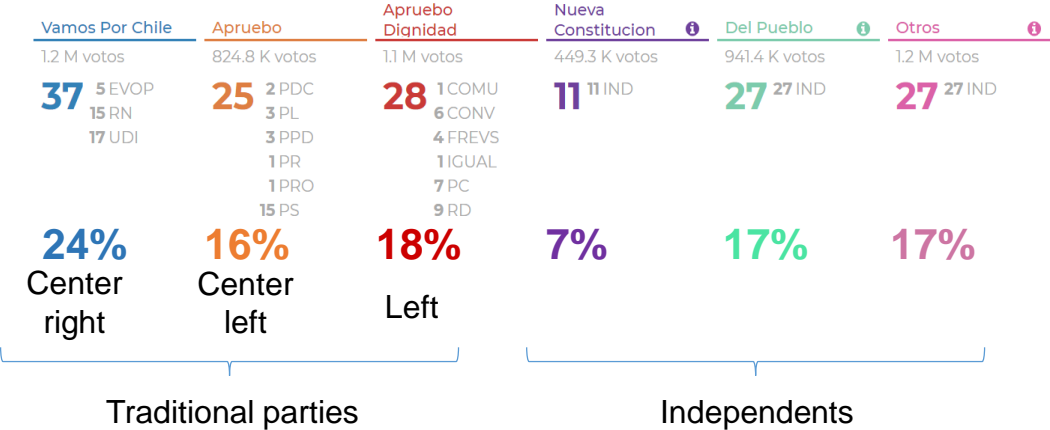 Vamos Por Chile
1.2 M votos
37
5 EVOP
15 RN
17 UDI
24%
Center
right
Apruebo
824.8 K votos
25
2 PDC
3 PL
3 PPD
1 PR
1 PRO
15 PS
16%
Center
left
Apruebo
Dignidad
1.1 M votos
28
1 COMU
6 CONV
4 FREVS
1 IGUAL
7 PC
9 RD
18%
Left
Nueva
Constitucion
449.3 K votos
11
11 IND
7%
Del Pueblo
941.4 K votos
27
27 IND
17%
Otros
1.2 M votos
27
27 IND
17%
Traditional parties
Independents